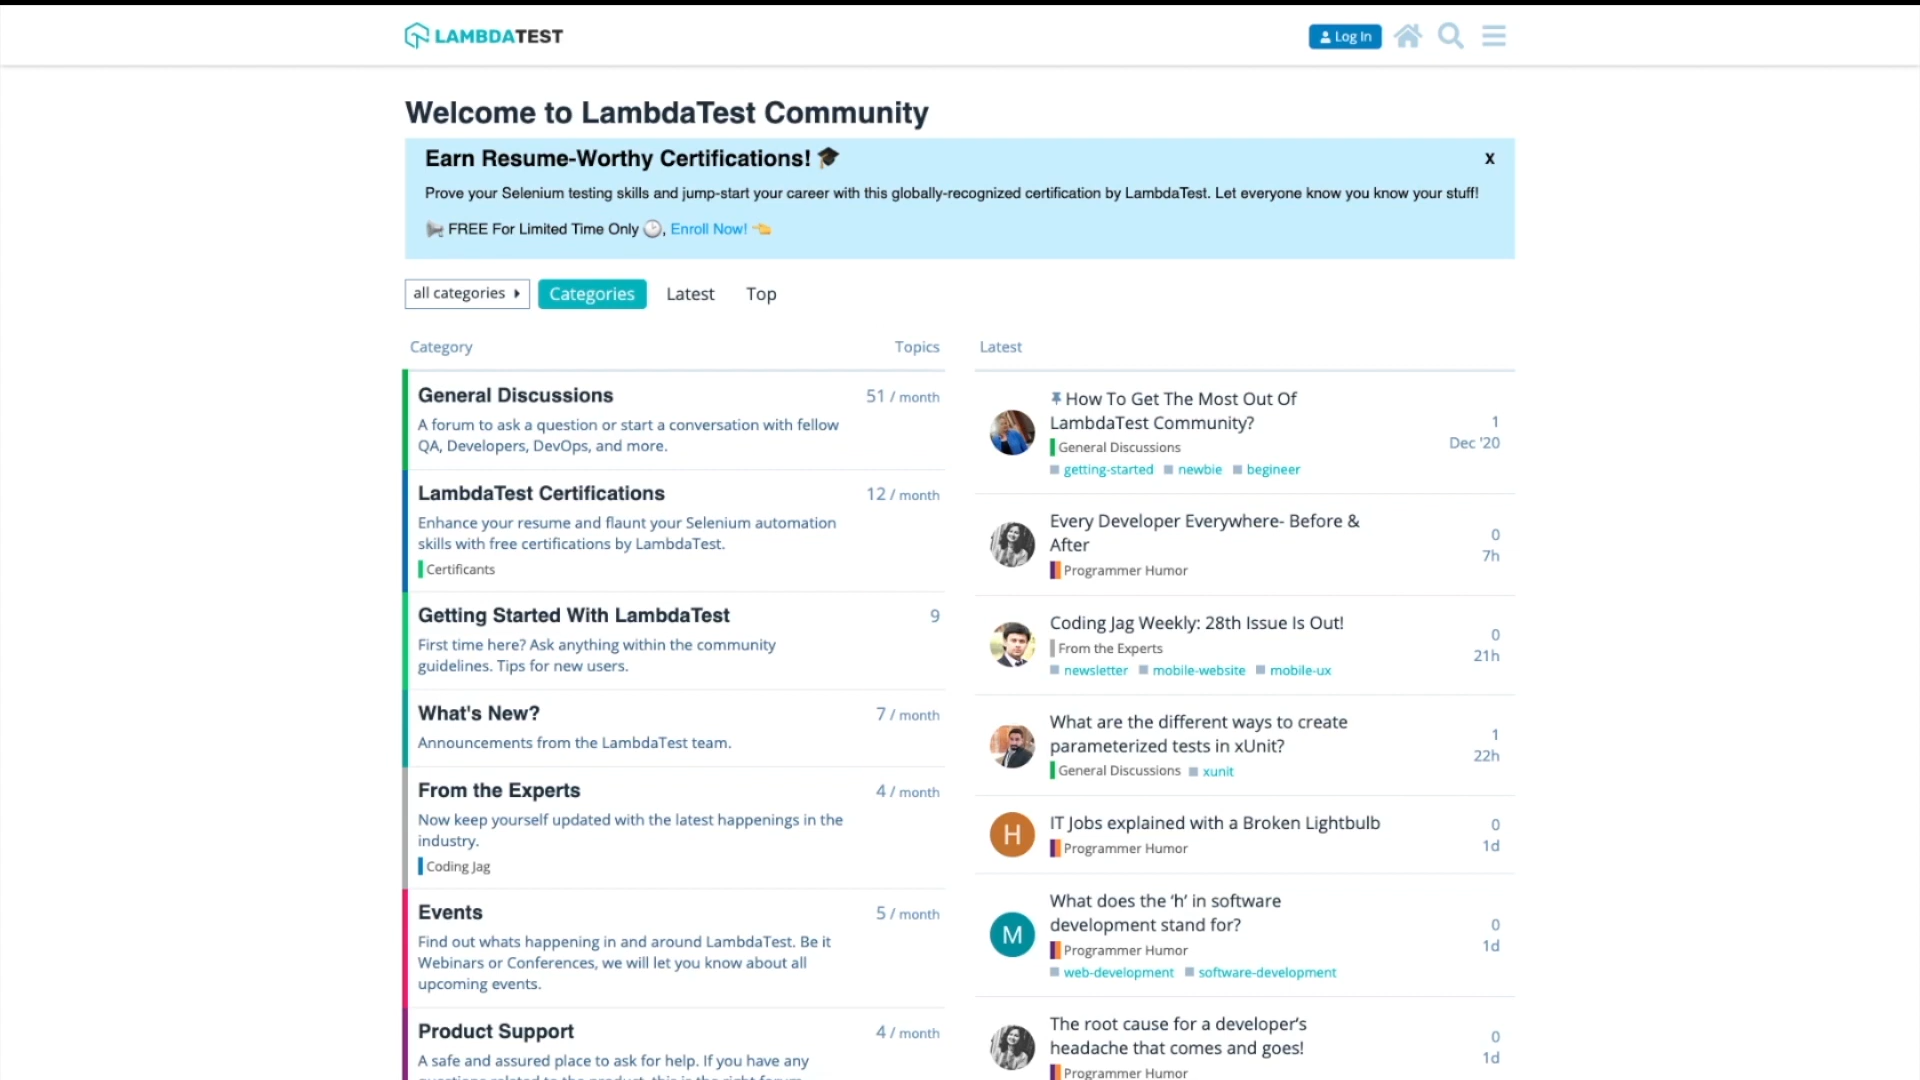 LAMBDATEST
Log In
Welcome to LambdaTest Community
Earn Resume-Worthy Certifications!
X
Prove your Selenium testing skills and jump-start your career with this globally-recognized certification by LambdaTest. Let everyone know you know your stuff!
FREE For Limited Time Only , Enroll Now!
all categories
Categories
Latest
Top
Category
Topics
General Discussions
51 / month
A forum to ask a question or start a conversation with fellow
QA, Developers, DevOps, and more.
LambdaTest Certifications
12 / month
Enhance your resume and flaunt your Selenium automation
skills with free certifications by LambdaTest.
Certificants
Getting Started With LambdaTest
9
First time here? Ask anything within the community
guidelines. Tips for new users.
What's New?
7 / month
Announcements from the LambdaTest team.
From the Experts
4 / month
Now keep yourself updated with the latest happenings in the
industry.
Coding Jag
Events
5 / month
Find out whats happening in and around LambdaTest. Be it
Webinars or Conferences, we will let you know about all
upcoming events.
Product Support
4 / month
A safe and assured place to ask for help. If you have any
Latest
How To Get The Most Out Of
LambdaTest Community?
General Discussions
getting-started newbie begineer
1
Dec '20
Every Developer Everywhere- Before &
After
Programmer Humor
0
7h
Coding Jag Weekly: 28th Issue Is Out!
From the Experts
newsletter mobile-website mobile-ux
0
21h
What are the different ways to create
parameterized tests in xUnit?
General Discussions xunit
1
22h
H
IT Jobs explained with a Broken Lightbulb
Programmer Humor
0
1d
M
What does the ‘h’ in software
development stand for?
Programmer Humor
web-development software-development
0
1d
The root cause for a developer’s
headache that comes and goes!
Programmer Humor
0
1d